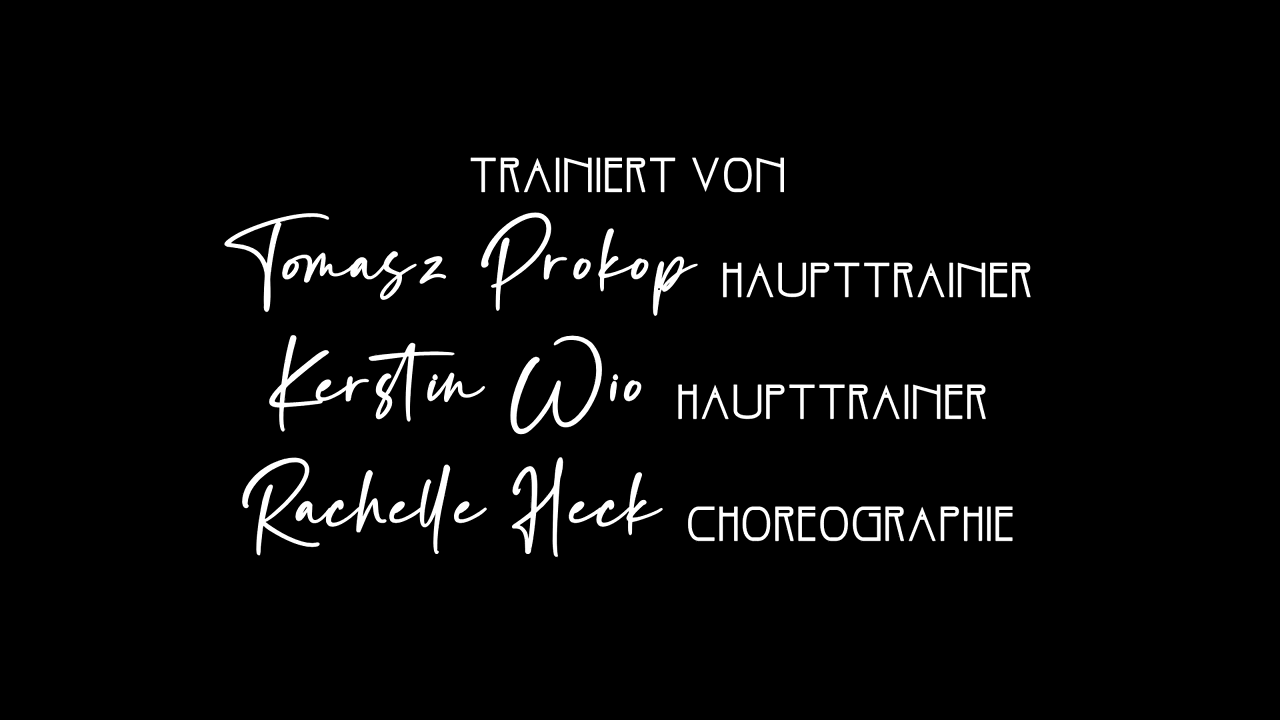 TRAINIERT VON
Tomasz Prokop HAUPTTRAINER
Kerstin Wio HAUPTTRAINER
Rachelle Heck CHOREOGRAPHIE